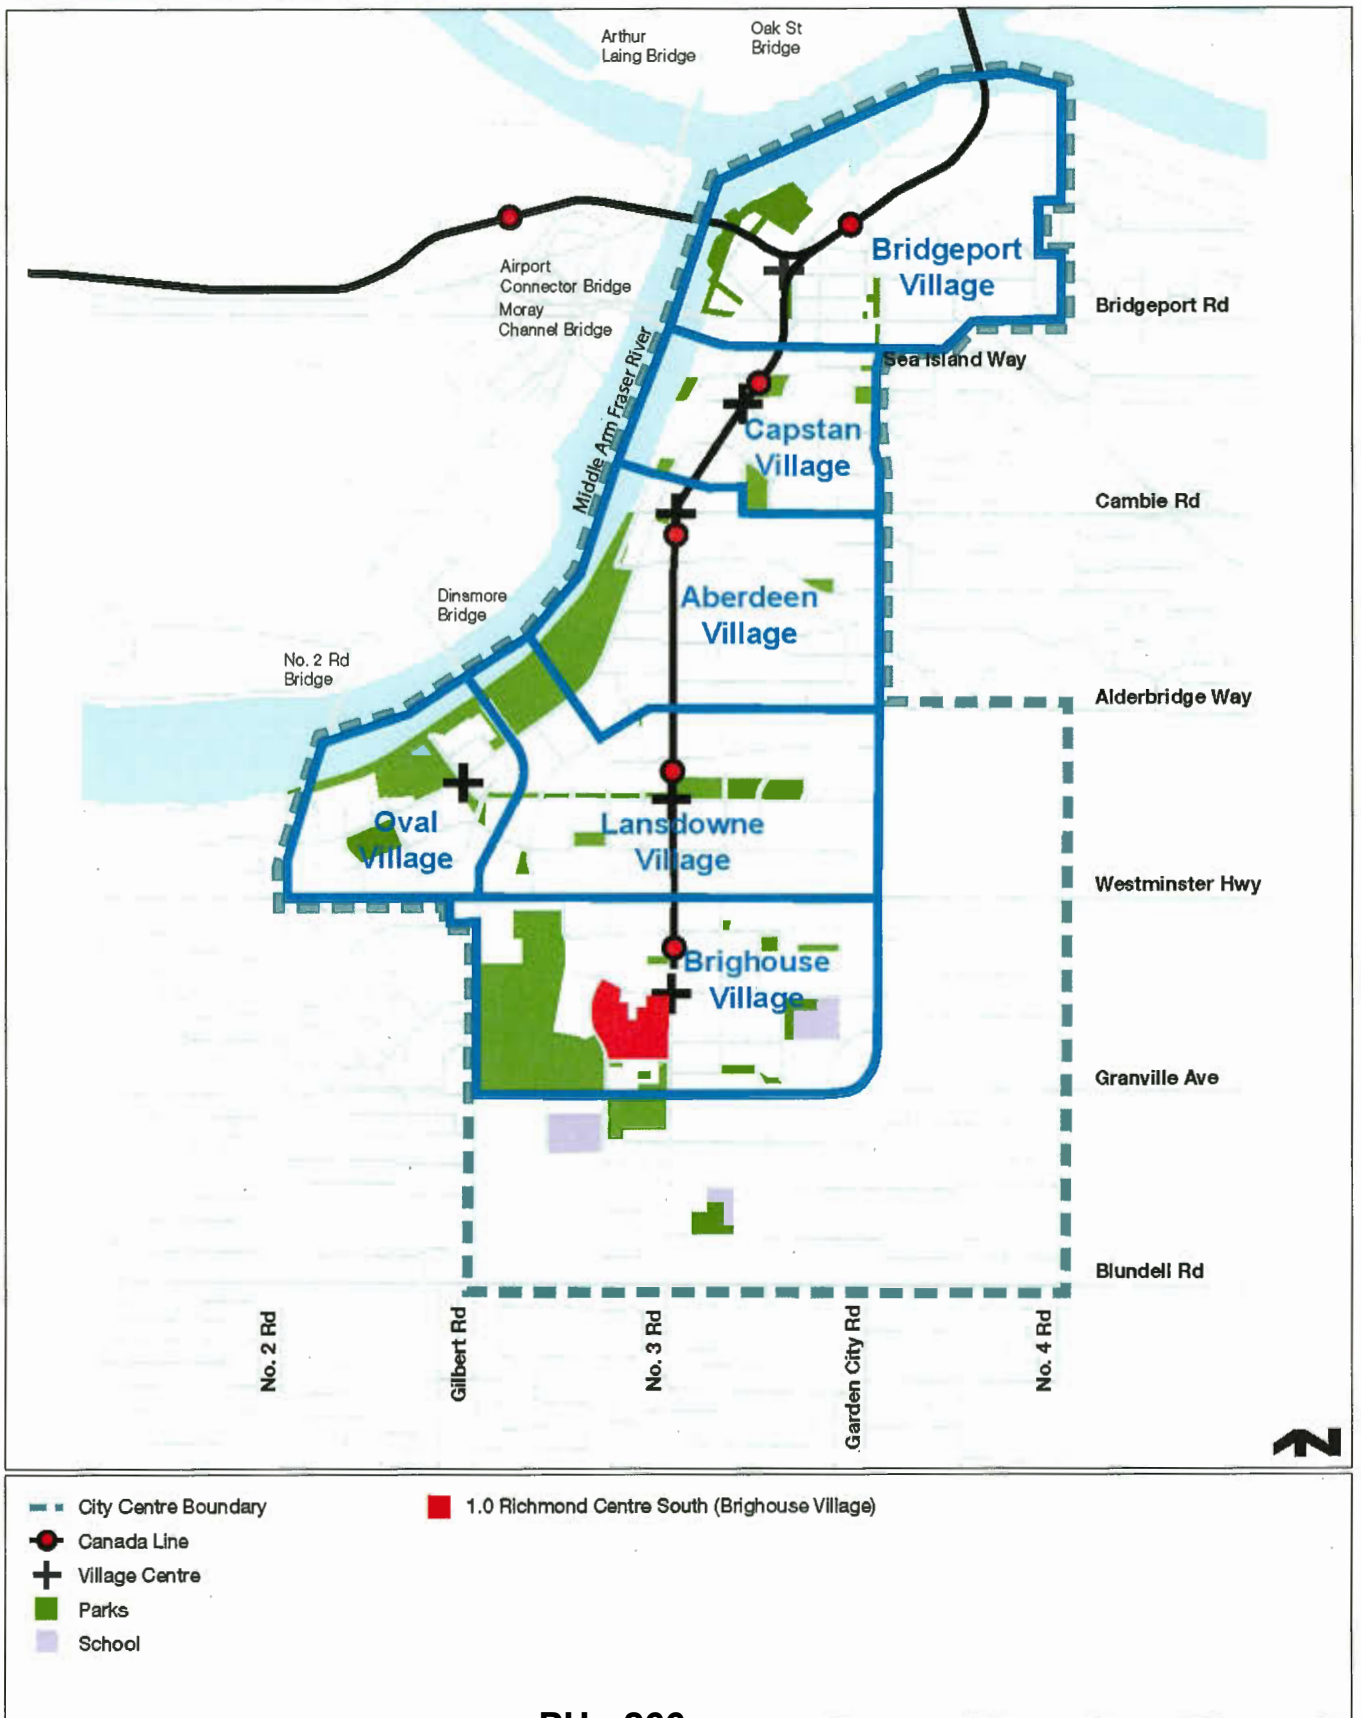 Arthur
Laing Bridge
Oak St
Bridge
Airport
Connector Bridge
Moray
Channel Bridge
Bridgeport
Village
Bridgeport Rd
Sea Island Way
Middle Arm Fraser River
Capstan
Village
Cambie Rd
Dinsmore
Bridge
Aberdeen
Village
No. 2 Rd
Bridge
Alderbridge Way
Oval
Village
Lansdowne
Village
Westminster Hwy
Brighouse
Village
Granville Ave
Blundell Rd
No. 2 Rd
Gilbert Rd
No. 3 Rd
Garden City Rd
No. 4 Rd
City Centre Boundary
Canada Line
Village Centre
Parks
School
1.0 Richmond Centre South (Brighouse Village)